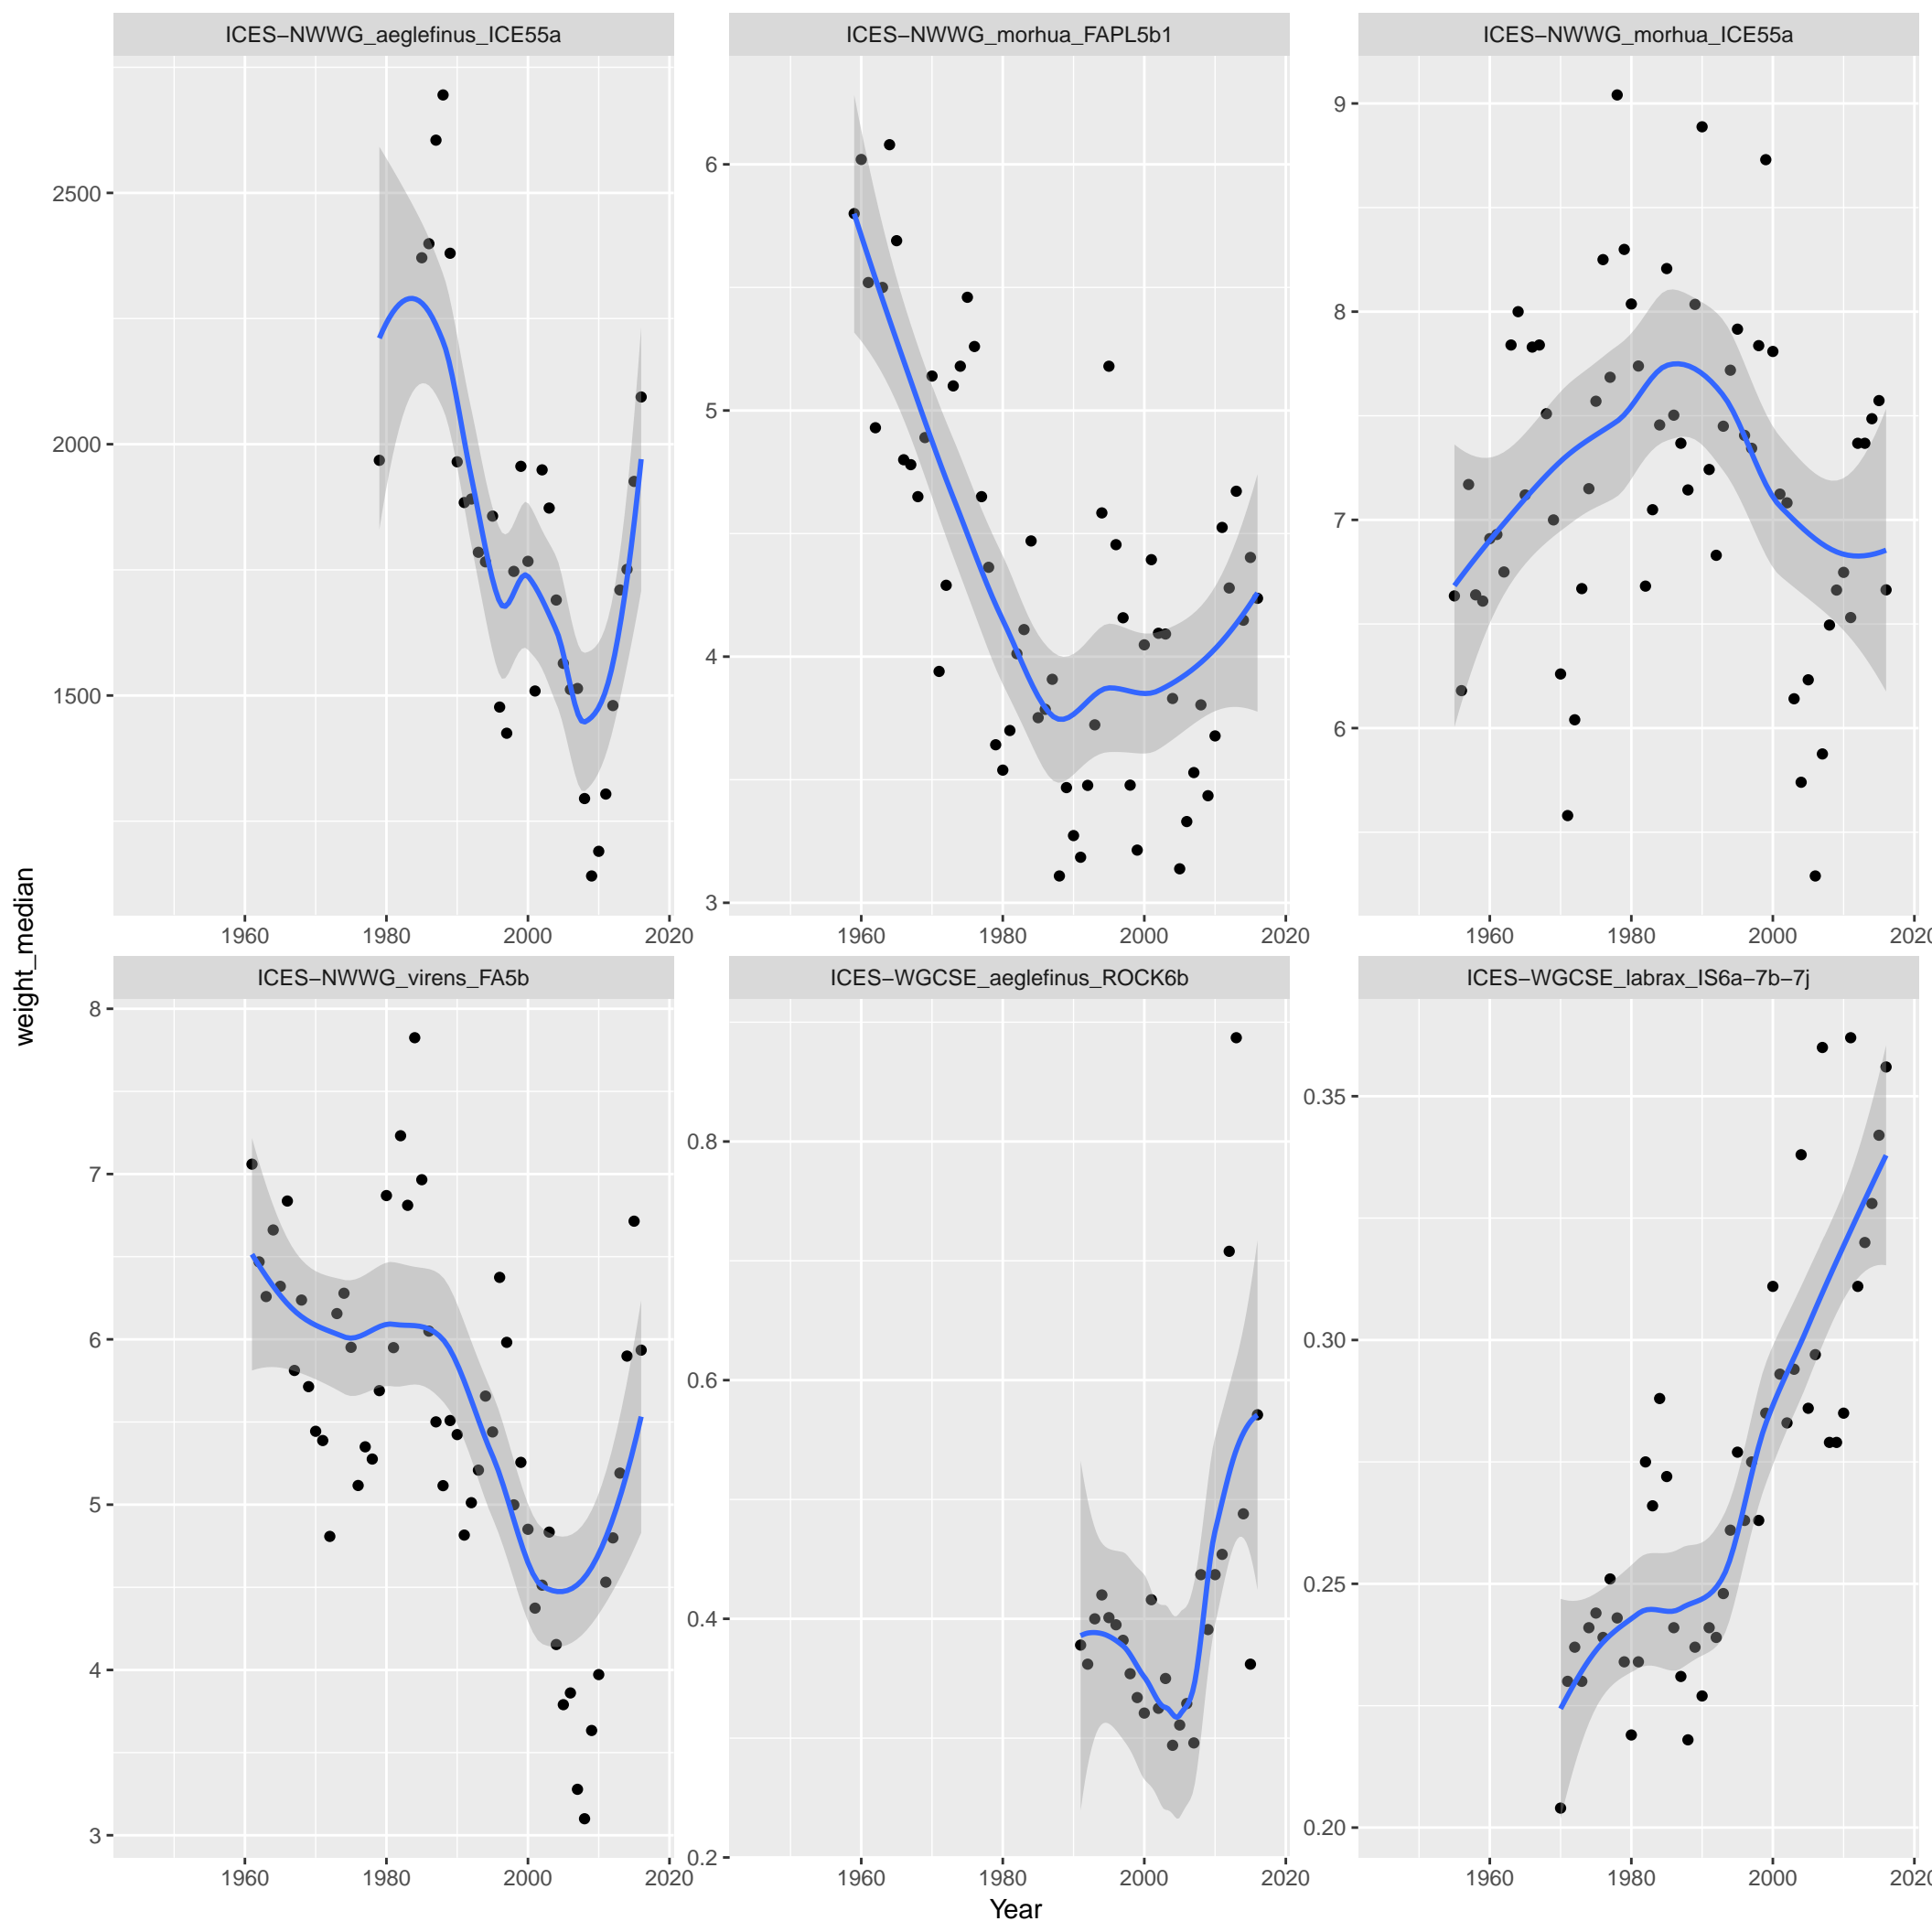 ICES−NWWG_aeglefinus_ICE55a
ICES−NWWG_morhua_FAPL5b1
ICES−NWWG_morhua_ICE55a
2500
2000
1500
6
5
4
3
9
8
7
6
1960 1980 2000 2020
1960 1980 2000 2020
1960 1980 2000 202
weight_median
ICES−NWWG_virens_FA5b
ICES−WGCSE_aeglefinus_ROCK6b
ICES−WGCSE_labrax_IS6a−7b−7j
8
7
6
5
4
3
0.8
0.6
0.4
0.2
0.35
0.30
0.25
0.20
1960 1980 2000 2020
1960 1980 2000 2020
1960 1980 2000 202
Year